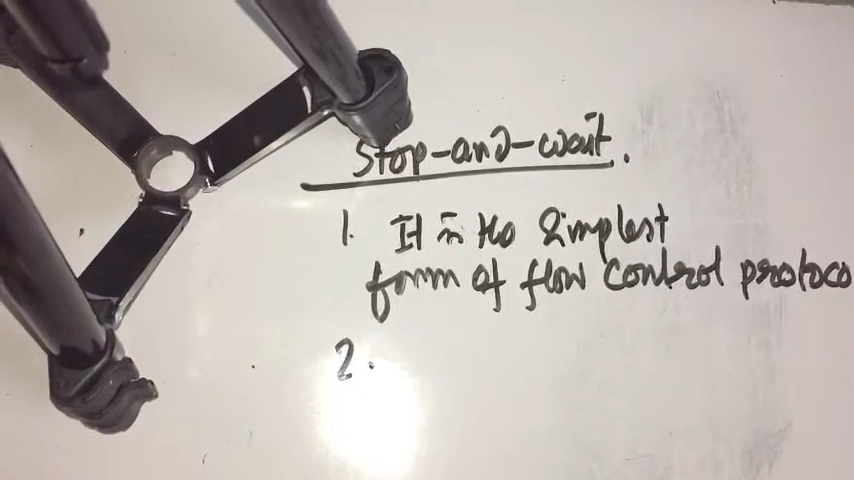 Stop-and-wait.
1. It is the Simplest
form of flow control protoco
2.